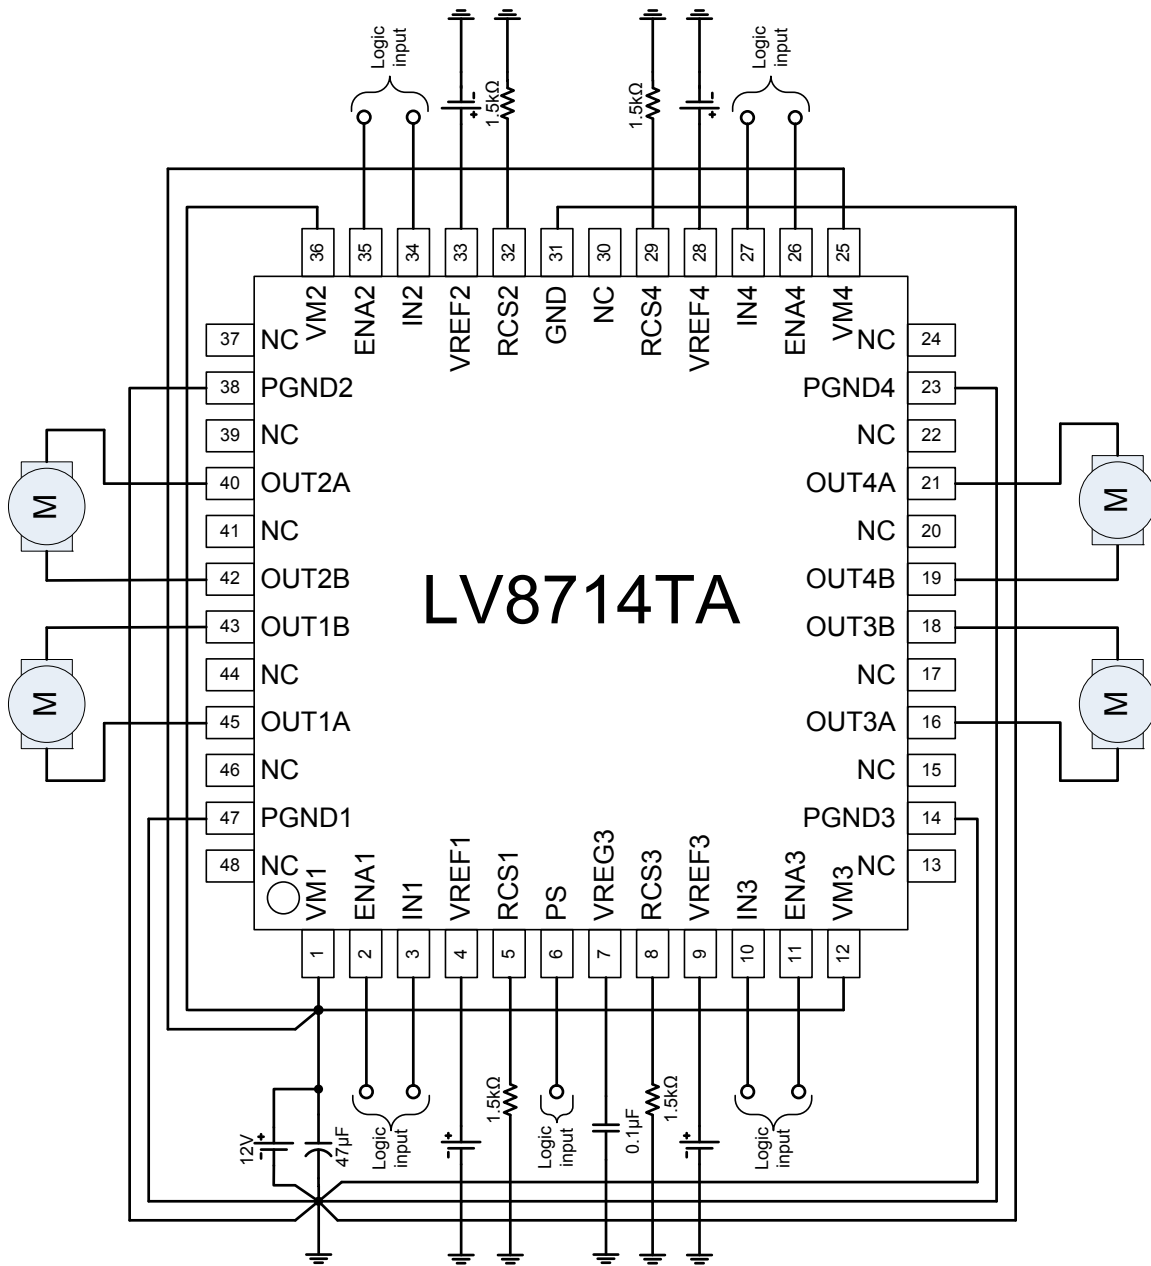 Logic
input
1.5kΩ
1.5kΩ
Logic
input
+
-
+
-
36
35
34
33
32
31
30
29
28
27
26
25
VM2
ENA2
IN2
VREF2
RCS2
GND
NC
RCS4
VREF4
IN4
ENA4
VM4
37 NC
38 PGND2
39 NC
40 OUT2A
41 NC
42 OUT2B
43 OUT1B
44 NC
45 OUT1A
46 NC
47 PGND1
48 NC
M
M
LV8714TA
NC 24
PGND4 23
NC 22
OUT4A 21
NC 20
OUT4B 19
OUT3B 18
NC 17
OUT3A 16
NC 15
PGND3 14
NC 13
M
M
VM1
ENA1
IN1
VREF1
RCS1
PS
VREG3
RCS3
VREF3
IN3
ENA3
VM3
1
2
3
4
5
6
7
8
9
10
11
12
12V
+
-
47µF
Logic
input
+
-
1.5kΩ
Logic
input
0.1µF
1.5kΩ
+
-
Logic
input